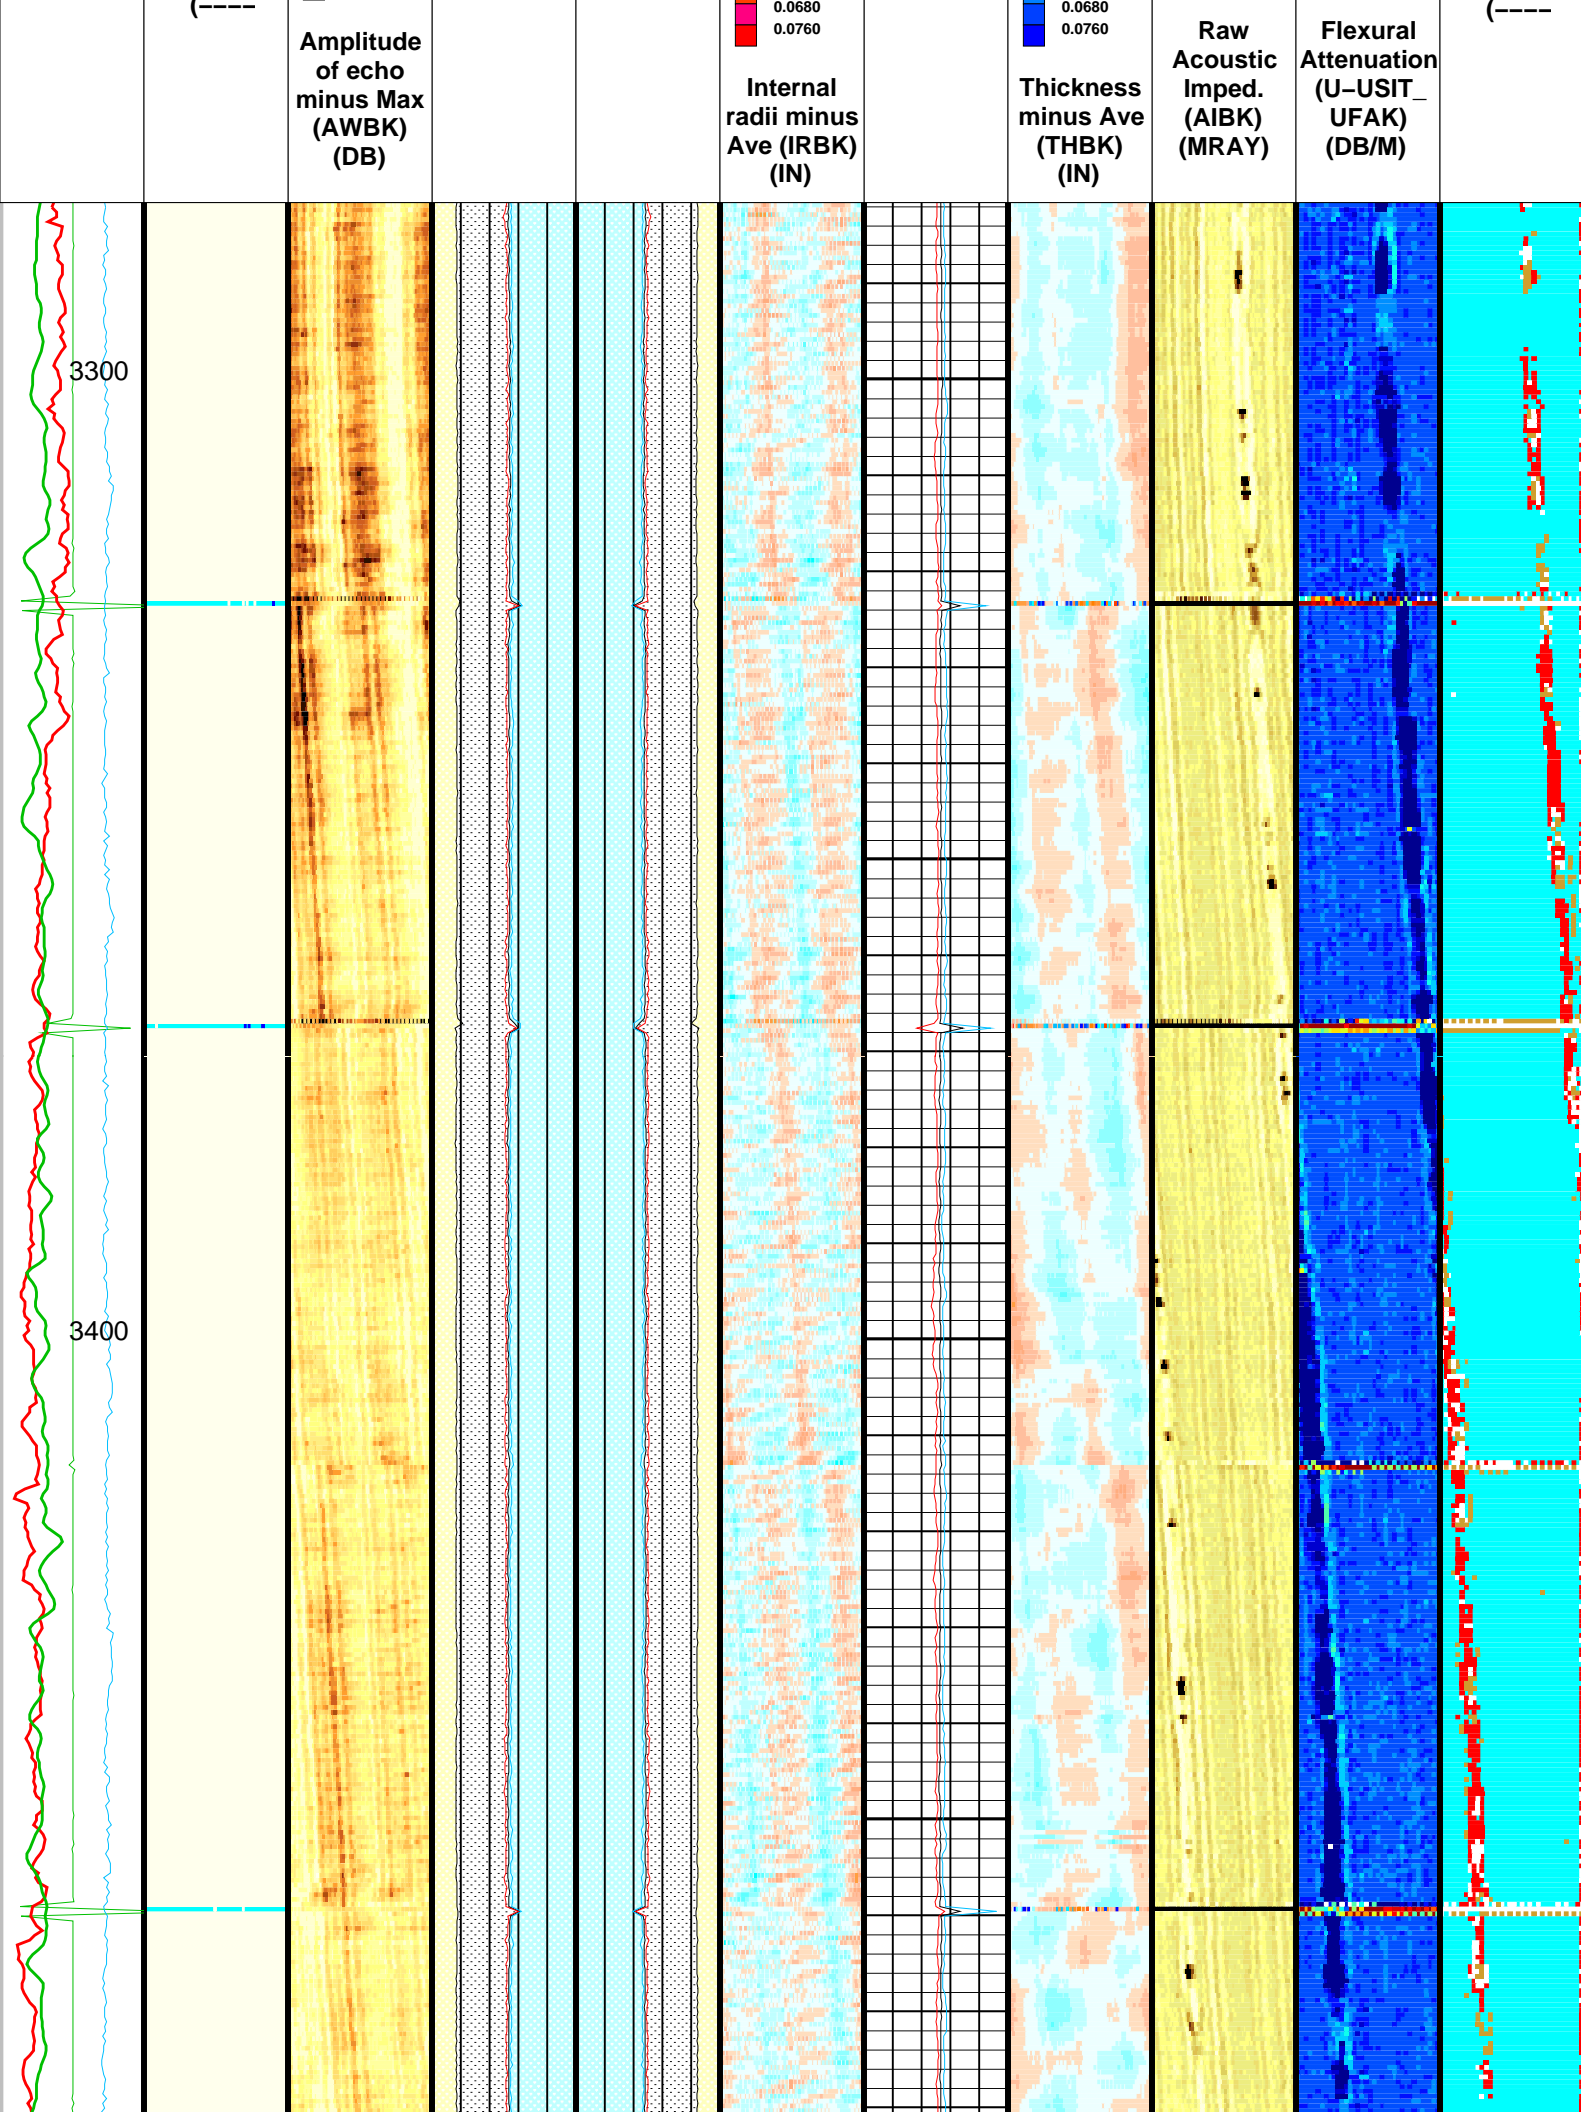 (----
Amplitude
of echo
minus Max
(AWBK)
(DB)
0.0680
0.0760
Internal
radii minus
Ave (IRBK)
(IN)
0.0680
0.0760
Thickness
minus Ave
(THBK)
(IN)
Raw
Acoustic
Imped.
(AIBK)
(MRAY)
Flexural
Attenuation
(U-USIT_
UFAK)
(DB/M)
(----
3300
3400